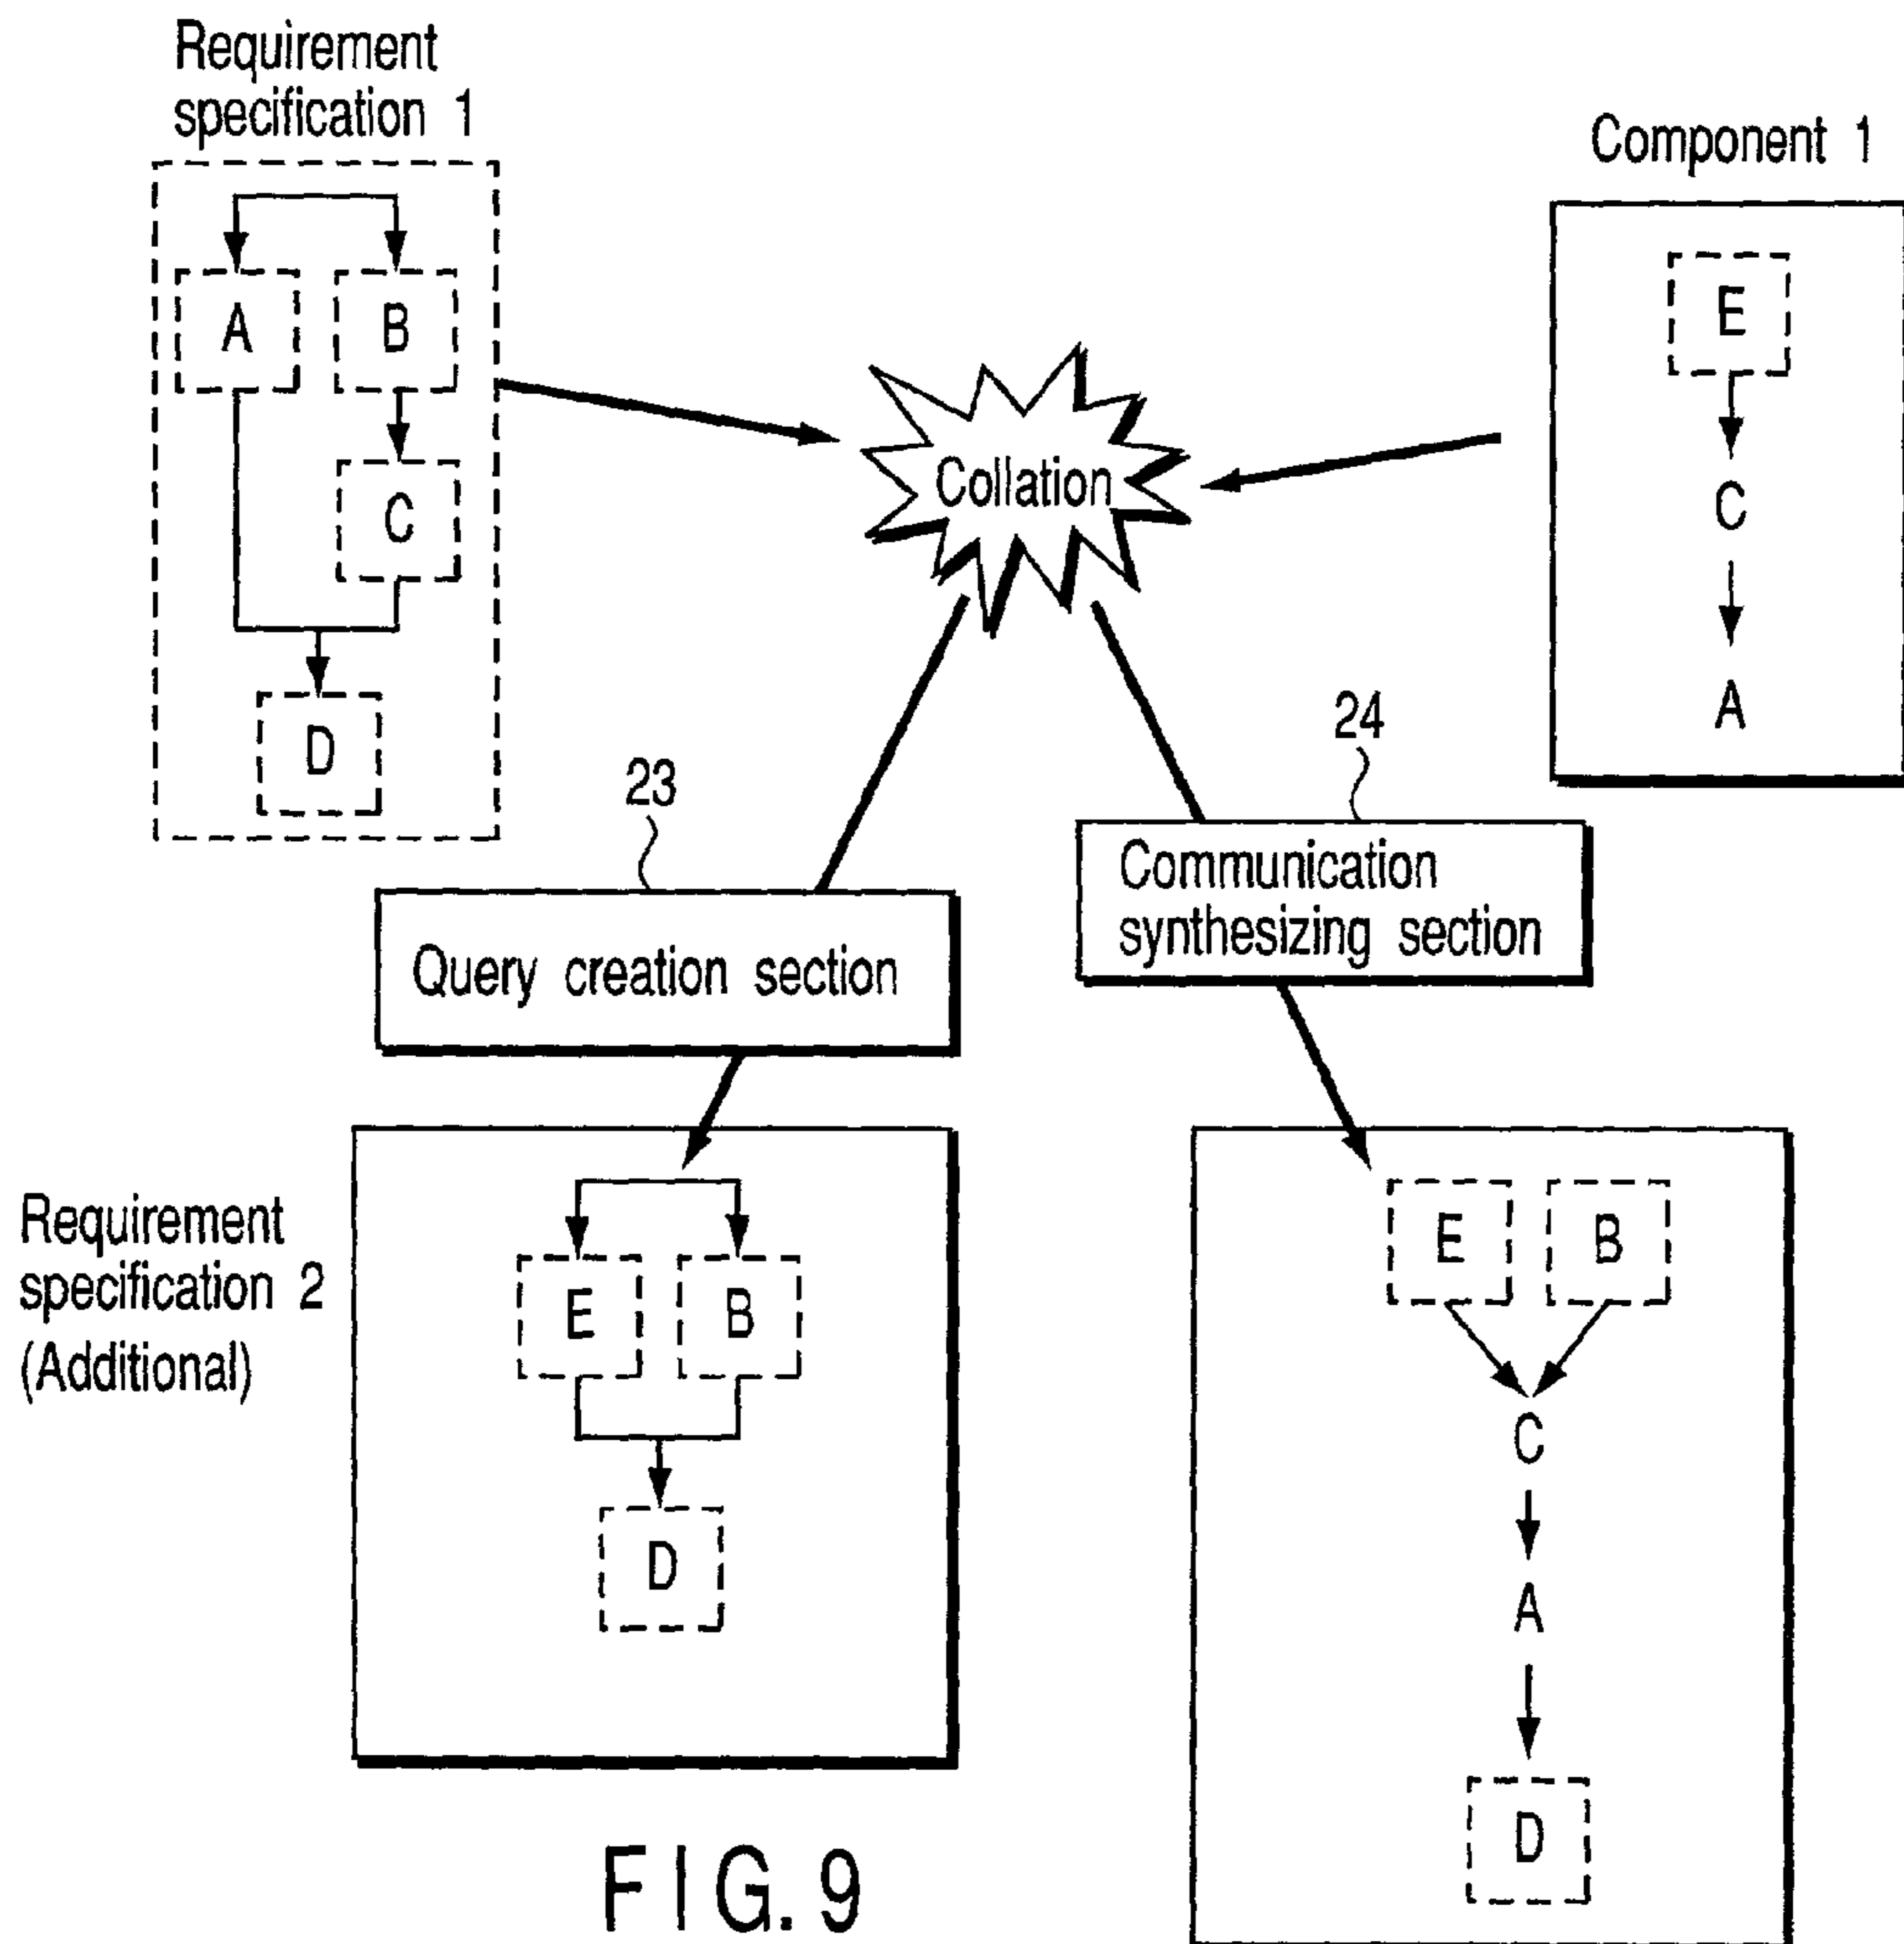 Requirement
specification 1
A B
C
D
Component 1
E
C
A
Collation
23
Query creation section
24
Communication
synthesizing section
Requirement
specification 2
(Additional)
E B
D
E B
C
A
D
FIG. 9